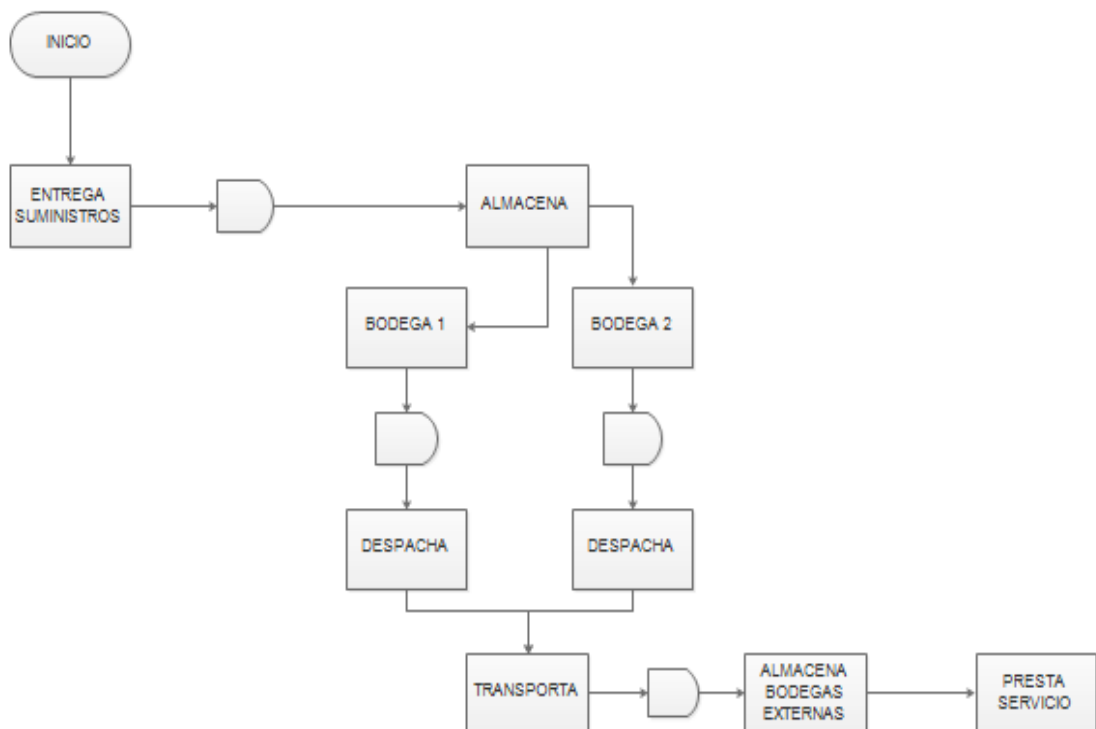 INICIO
ENTREGA
SUMINISTROS
ALMACENA
BODEGA 1
BODEGA 2
DESPACHA
DESPACHA
TRANSPORTA
ALMACENA
BODEGAS
EXTERNAS
PRESTA
SERVICIO